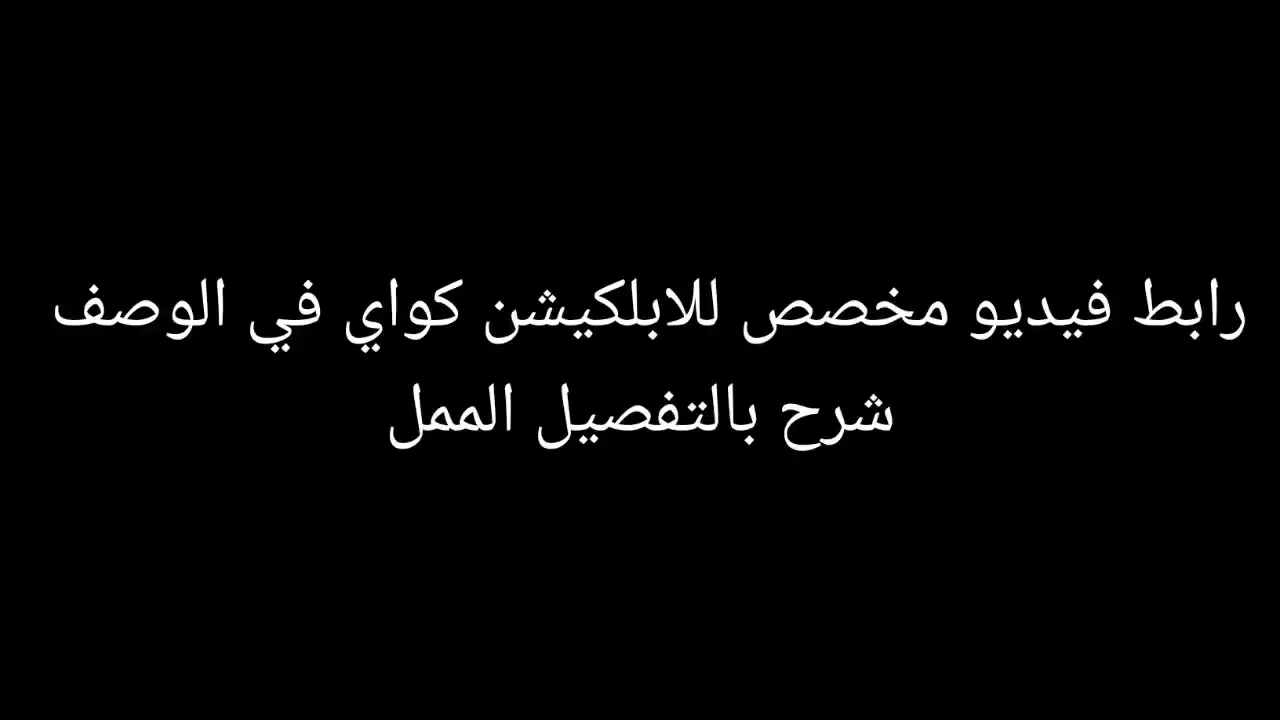 رابط فيديو مخصص للابلكيشن كواي في الوصف
شرح بالتفصيل الممل